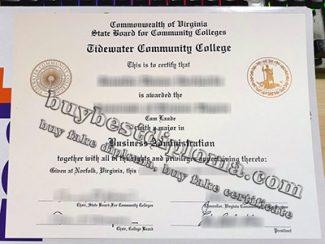 Commonwealth of Virginia
State Board for Community Colleges
Tidewater Community College
This is to certify that
is awarded the
Cum Laude
with a major in
Business Administration
together with all of the rights and privileges appertaining thereto:
Given at Norfolk, Virginia, this
Chair, State Board For Community Colleges
Chancellor, Virginia Community
President
Chair, College Board
buy fake diploma, buy fake certificate